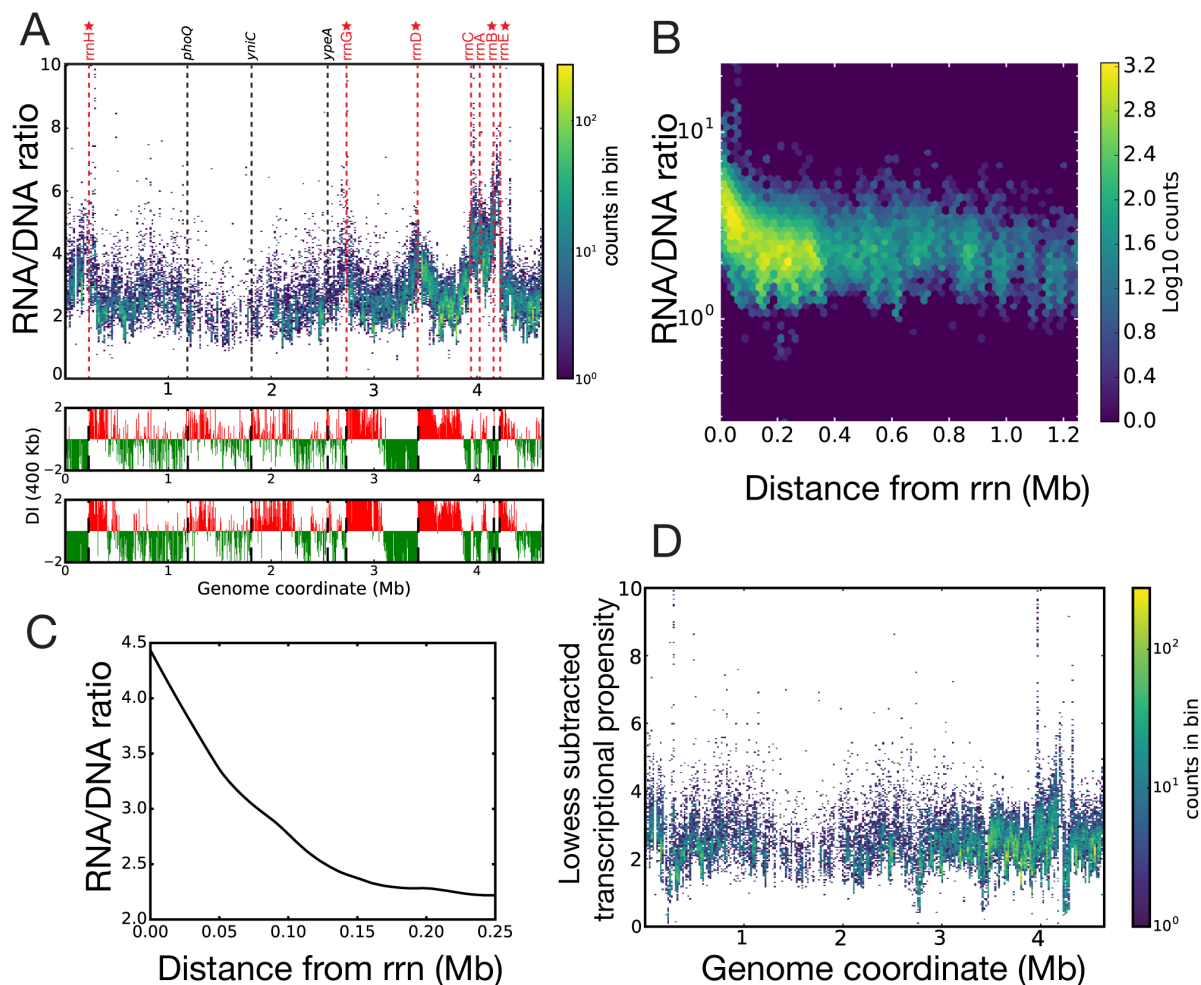 A
rrnH★
phoQ
yniC
ypeA
rrnG★
rrnD★
rrnC
rrnA
rrnB★
rrnE★
RNA/DNA ratio
10
8
6
4
2
0
1 2 3 4
counts in bin
10²
10¹
10⁰
DI (400 Kb)
2
−2
0 1 2 3 4
2
−2
0 1 2 3 4
Genome coordinate (Mb)
B
RNA/DNA ratio
10¹
10⁰
0.0 0.2 0.4 0.6 0.8 1.0 1.2
Distance from rrn (Mb)
Log10 counts
3.2
2.8
2.4
2.0
1.6
1.2
0.8
0.4
0.0
C
RNA/DNA ratio
4.5
4.0
3.5
3.0
2.5
2.0
0.00 0.05 0.10 0.15 0.20 0.25
Distance from rrn (Mb)
D
Lowess subtracted
transcriptional propensity
10
8
6
4
2
0
1 2 3 4
Genome coordinate (Mb)
counts in bin
10²
10¹
10⁰